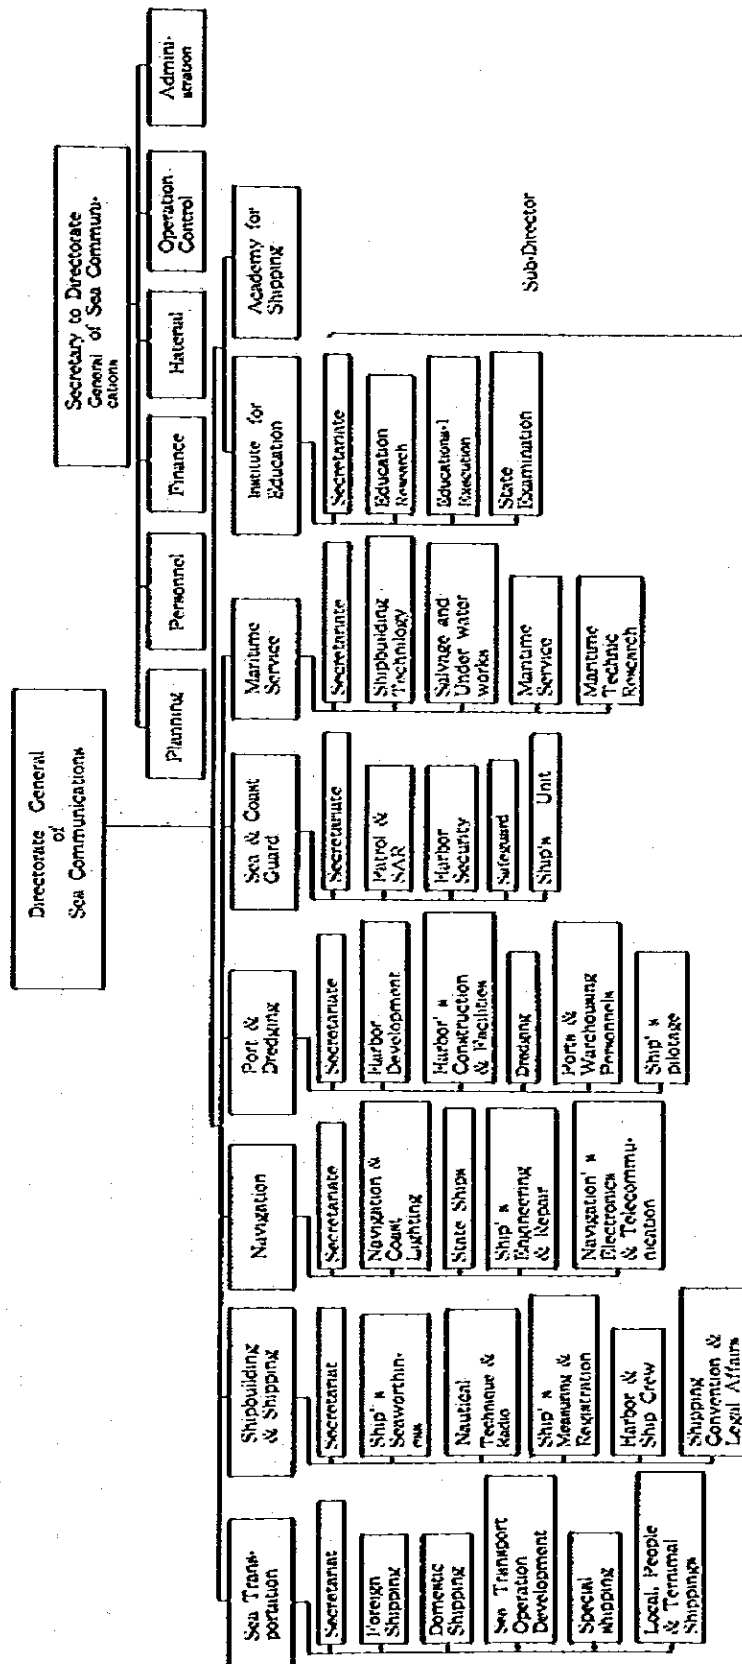 Directorate General
of
Sea Communications
Secretary to Directorate
General of Sea Communi-
cations
Planning
Personnel
Finance
Material
Operation
Control
Admini-
stration
Sea Trans-
portation
Secretariat
Foreign
Shipping
Domestic
Shipping
Sea Transport
Operation
Development
Special
shipping
Local, People
& Terminal
Shippings
Shipbuilding
& Shipping
Secretariat
Ship's
Seaworthin-
ess
Nautical
Technique &
Radio
Ship's
Measuring &
Registration
Harbor &
Ship Crew
Shipping
Convention &
Legal Affairs
Navigation
Secretariate
Navigation &
Coast
Lighting
State Ships
Ship's
Engineering
& Repair
Navigation's
Electronics
& Telecommu-
nication
Port &
Dredging
Secretariate
Harbor
Development
Harbor's
Construction
& Facilities
Dredging
Ports &
Warehousing
Personnels
Ship's
pilotage
Sea & Coast
Guard
Secretariate
Patrol &
SAR
Harbor
Security
Safeguard
Ship's Unit
Maritime
Service
Secretariate
Shipbuilding
Technology
Salvage and
Under water
works
Maritime
Service
Maritime
Technic
Research
Institute for
Education
Secretariate
Education
Research
Educational
Execution
State
Examination
Academy for
Shipping
Sub-Director